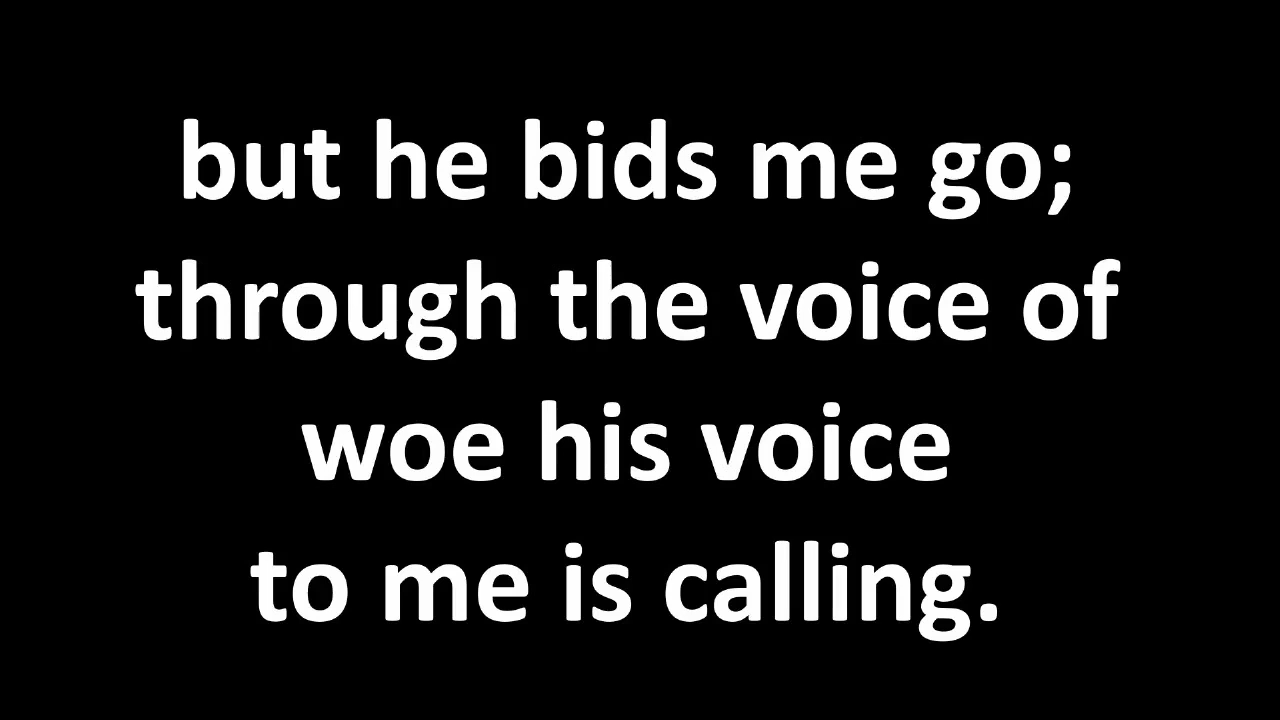 but he bids me go;
through the voice of
woe his voice
to me is calling.